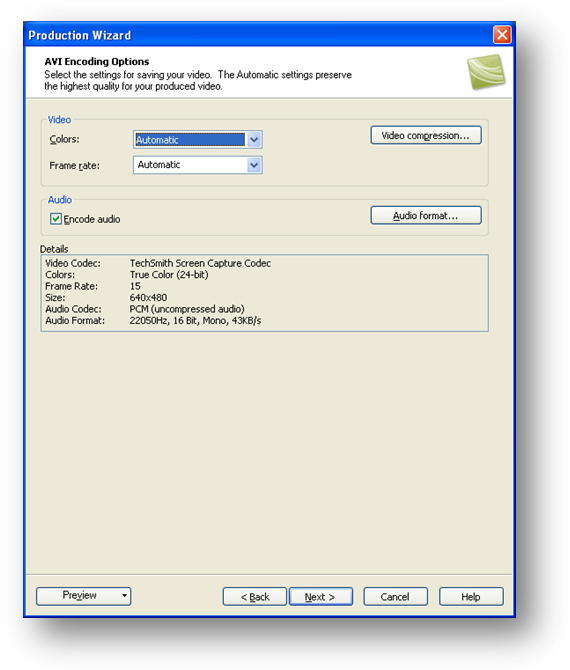 Production Wizard
AVI Encoding Options
Select the settings for saving your video. The Automatic settings preserve
the highest quality for your produced video.
Video
Colors: Automatic Video compression...
Frame rate: Automatic
Audio
Encode audio Audio format...
Details
Video Codec: TechSmith Screen Capture Codec
Colors: True Color (24-bit)
Frame Rate: 15
Size: 640x480
Audio Codec: PCM (uncompressed audio)
Audio Format: 22050Hz, 16 Bit, Mono, 43KB/s
Preview < Back Next > Cancel Help